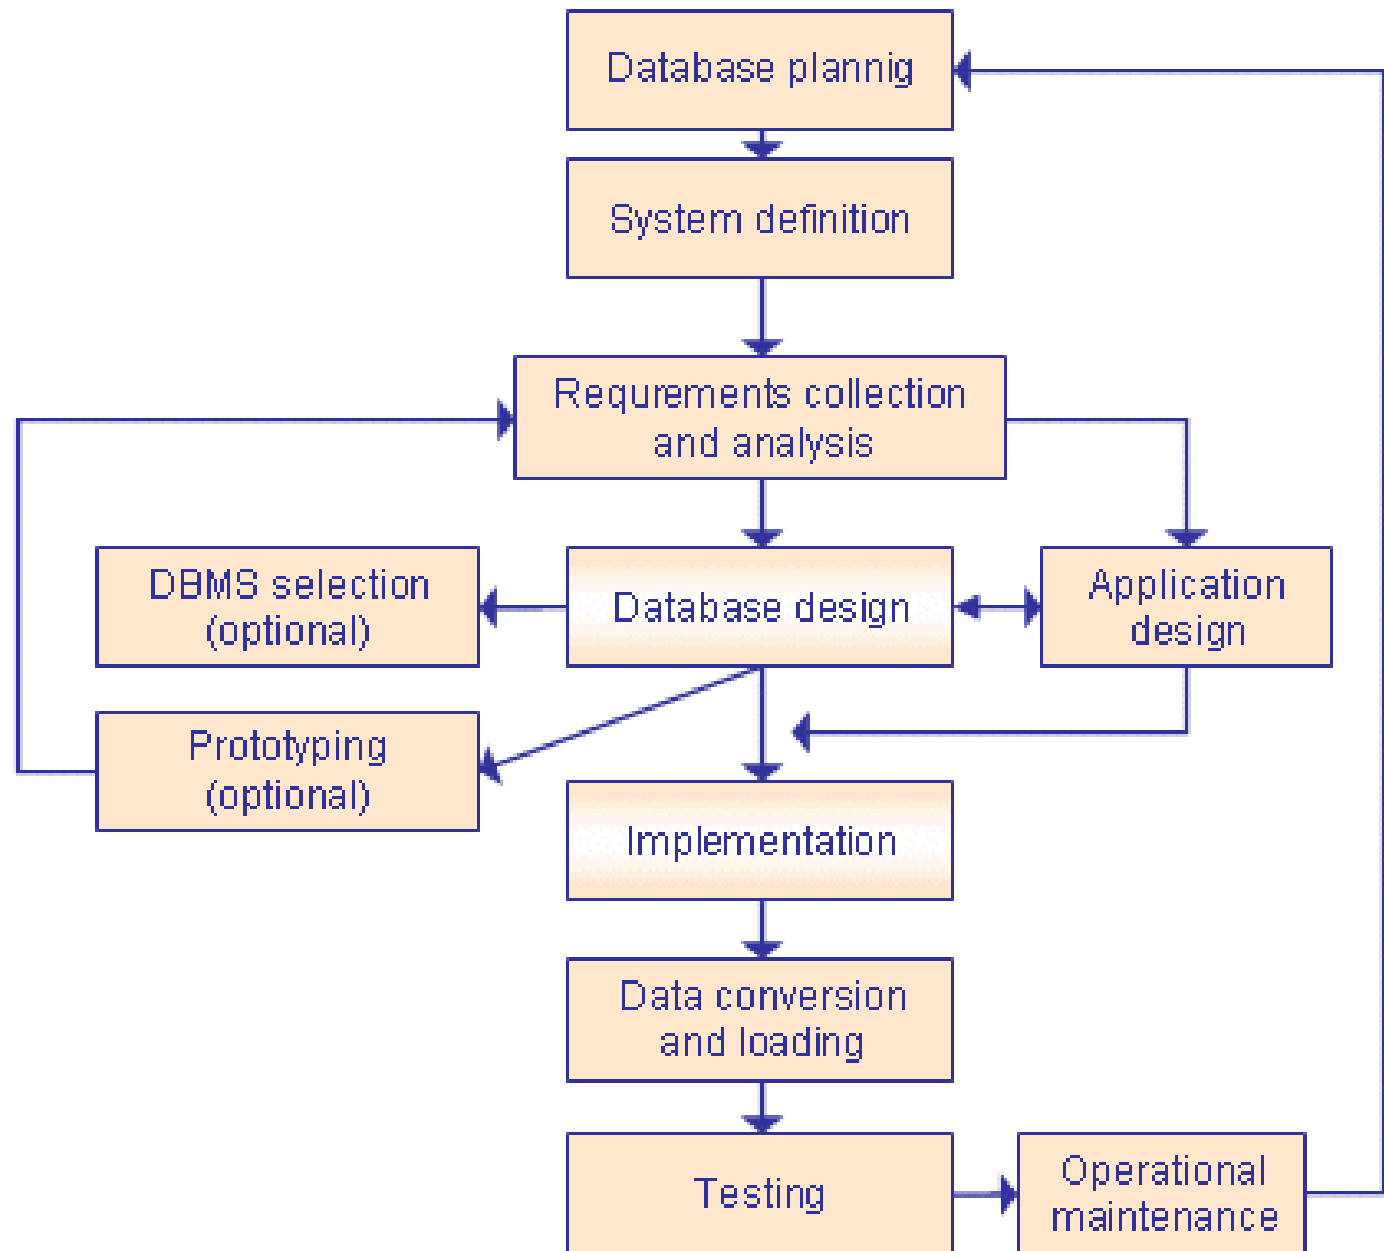 Database plannig
System definition
Requrements collection
and analysis
DBMS selection
(optional)
Database design
Application
design
Prototyping
(optional)
Implementation
Data conversion
and loading
Testing
Operational
maintenance